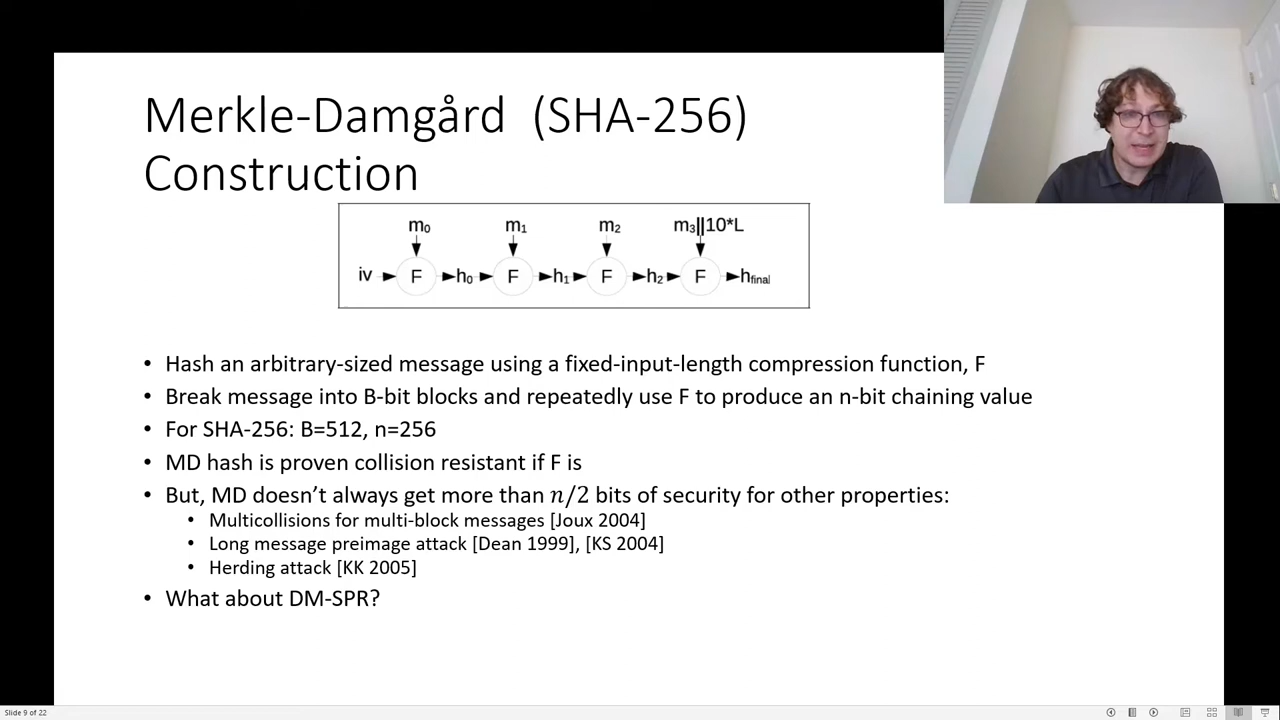 Merkle-Damgård (SHA-256)
Construction
m₀ m₁ m₂ m₃||10*L
iv F h₀ F h₁ F h₂ F h_final
• Hash an arbitrary-sized message using a fixed-input-length compression function, F
• Break message into B-bit blocks and repeatedly use F to produce an n-bit chaining value
• For SHA-256: B=512, n=256
• MD hash is proven collision resistant if F is
• But, MD doesn't always get more than n/2 bits of security for other properties:
• Multicollisions for multi-block messages [Joux 2004]
• Long message preimage attack [Dean 1999], [KS 2004]
• Herding attack [KK 2005]
• What about DM-SPR?
Slide 9 of 22